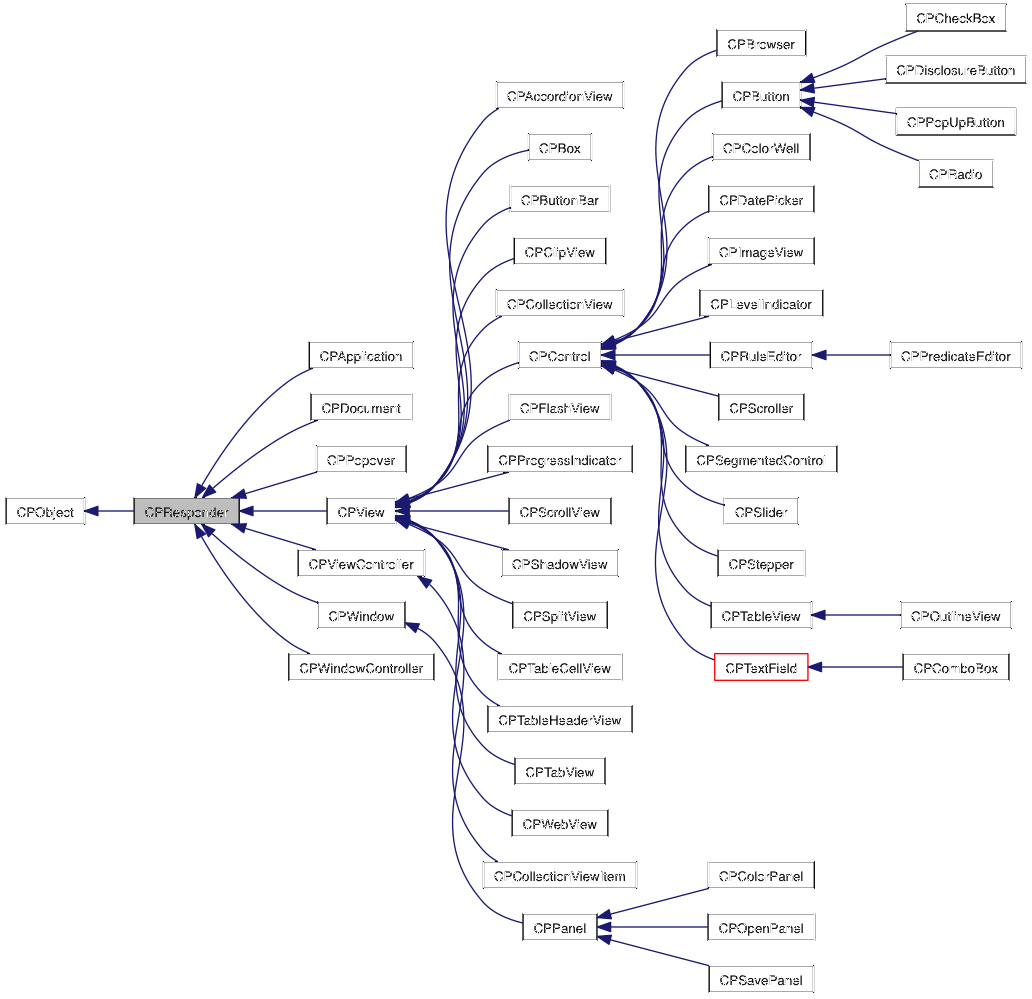 CPCheckBox
CPBrowser
CPDisclosureButton
CPAccordionView
CPButton
CPPopUpButton
CPBox
CPColorWell
CPRadio
CPButtonBar
CPDatePicker
CPClipView
CPImageView
CPCollectionView
CPLevelIndicator
CPApplication
CPControl
CPRuleEditor
CPPredicateEditor
CPDocument
CPFlashView
CPScroller
CPPopover
CPProgressIndicator
CPSegmentedControl
CPObject
CPResponder
CPView
CPScrollView
CPSlider
CPViewController
CPShadowView
CPStepper
CPWindow
CPSplitView
CPTableView
CPOutlineView
CPWindowController
CPTableCellView
CPTextField
CPComboBox
CPTableHeaderView
CPTabView
CPWebView
CPCollectionViewItem
CPColorPanel
CPPanel
CPOpenPanel
CPSavePanel